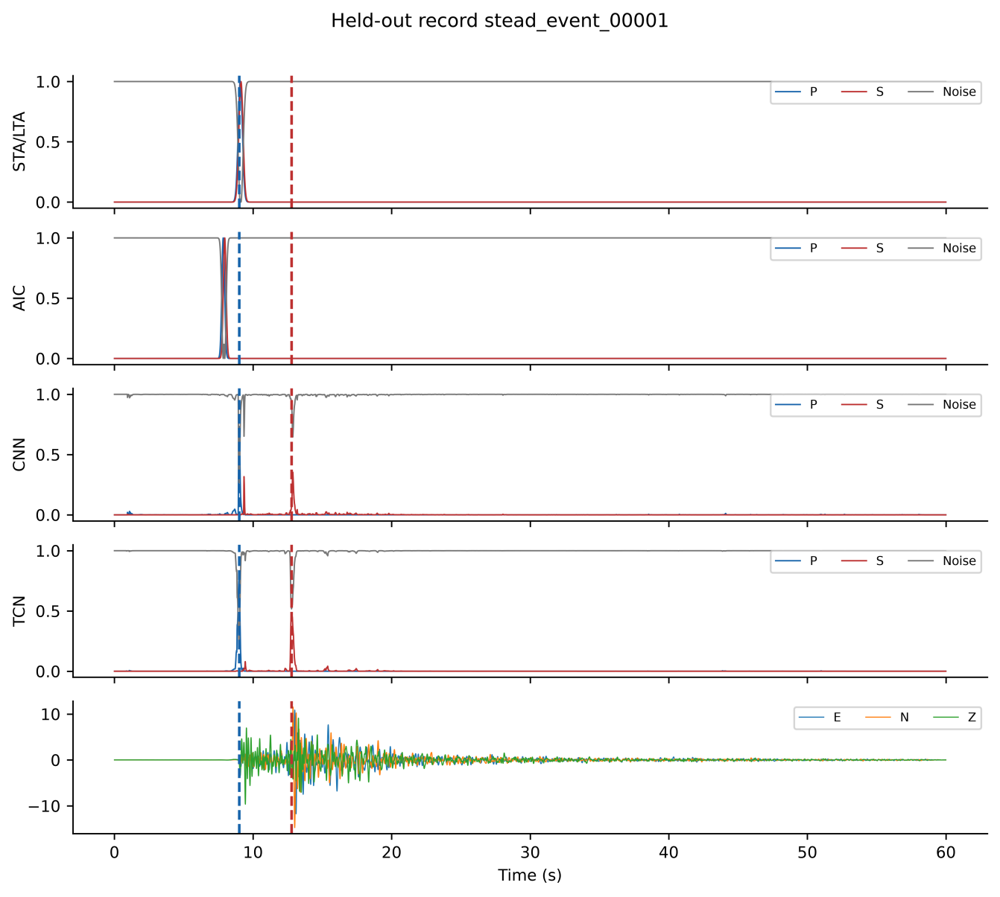 Held-out record stead_event_00001
STA/LTA
1.0
0.5
0.0
P S Noise
AIC
1.0
0.5
0.0
P S Noise
CNN
1.0
0.5
0.0
P S Noise
TCN
1.0
0.5
0.0
P S Noise
10
0
−10
E N Z
0 10 20 30 40 50 60
Time (s)